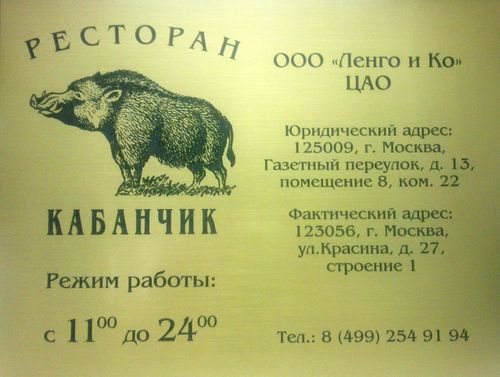 РЕСТОРАН
КАБАНЧИК
Режим работы:
с 11⁰⁰ до 24⁰⁰
ООО «Ленго и Ко»
ЦАО
Юридический адрес:
125009, г. Москва,
Газетный переулок, д. 13,
помещение 8, ком. 22
Фактический адрес:
123056, г. Москва,
ул.Красина, д. 27,
строение 1
Тел.: 8 (499) 254 91 94